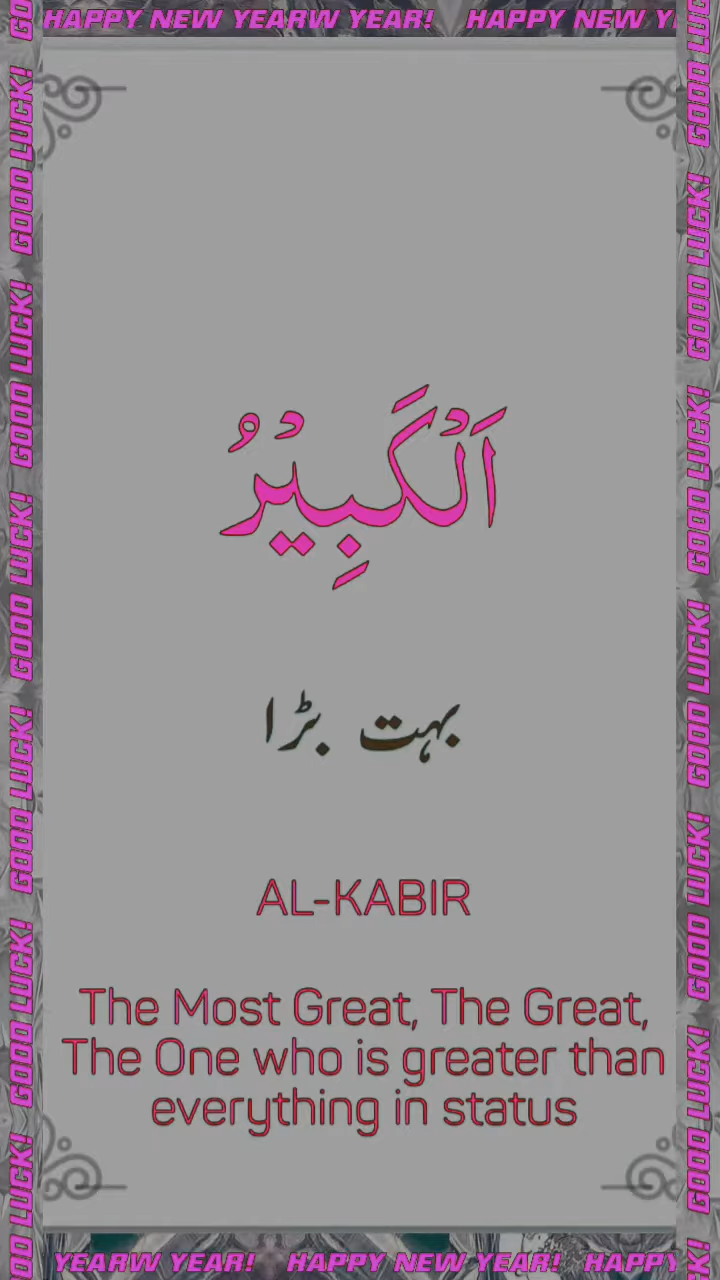 HAPPY NEW YEARW YEAR! HAPPY NEW Y
اَلْكَبِيْرُ
بہت بڑا
AL-KABIR
The Most Great, The Great,
The One who is greater than
everything in status
YEARW YEAR! HAPPY NEW YEAR! HAPPY
GOOD LUCK! GOOD LUCK! GOOD LUCK! GOOD LUCK! GOOD LUCK!
GOOD LUCK! GOOD LUCK! GOOD LUCK! GOOD LUCK! GOOD LUCK!